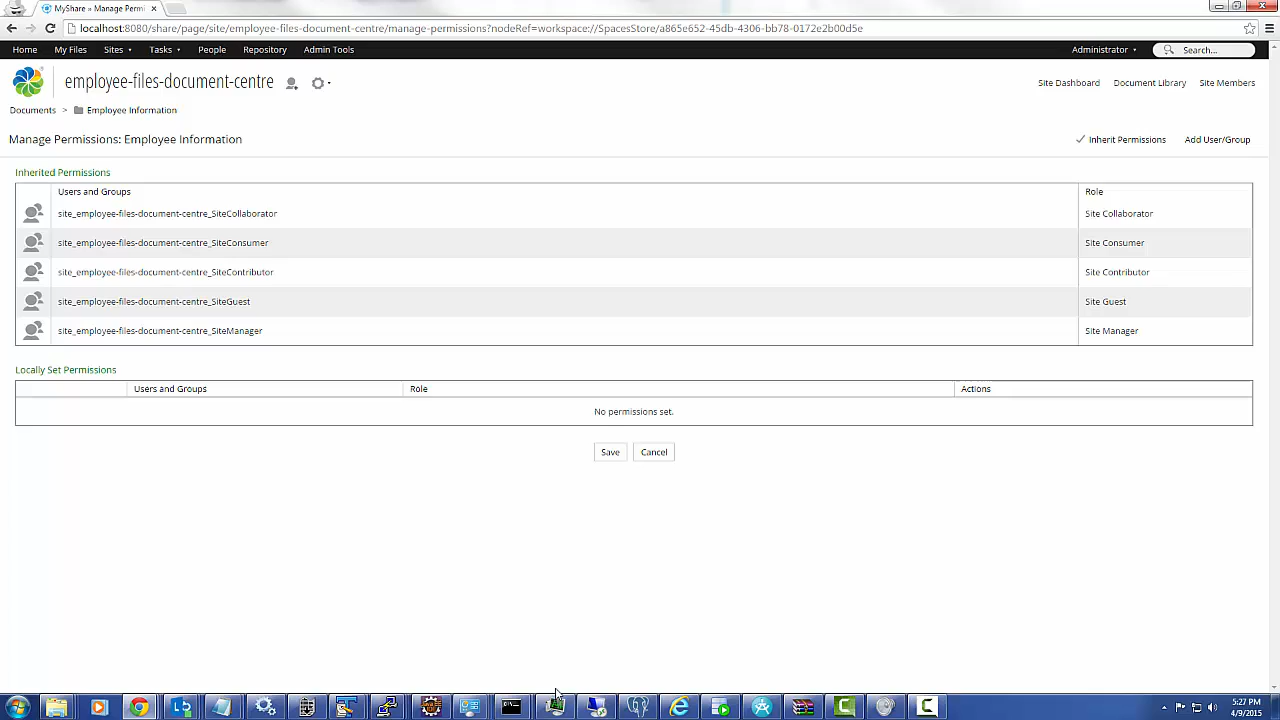 MyShare » Manage Permi
localhost:8080/share/page/site/employee-files-document-centre/manage-permissions?nodeRef=workspace://SpacesStore/a865e652-45db-4306-bb78-0172e2b00d5e
Home My Files Sites Tasks People Repository Admin Tools Administrator Search...
employee-files-document-centre Site Dashboard Document Library Site Members
Documents > Employee Information
Manage Permissions: Employee Information Inherit Permissions Add User/Group
Inherited Permissions
Users and Groups Role
site_employee-files-document-centre_SiteCollaborator Site Collaborator
site_employee-files-document-centre_SiteConsumer Site Consumer
site_employee-files-document-centre_SiteContributor Site Contributor
site_employee-files-document-centre_SiteGuest Site Guest
site_employee-files-document-centre_SiteManager Site Manager
Locally Set Permissions
Users and Groups Role Actions
No permissions set.
Save Cancel
5:27 PM
4/9/2015